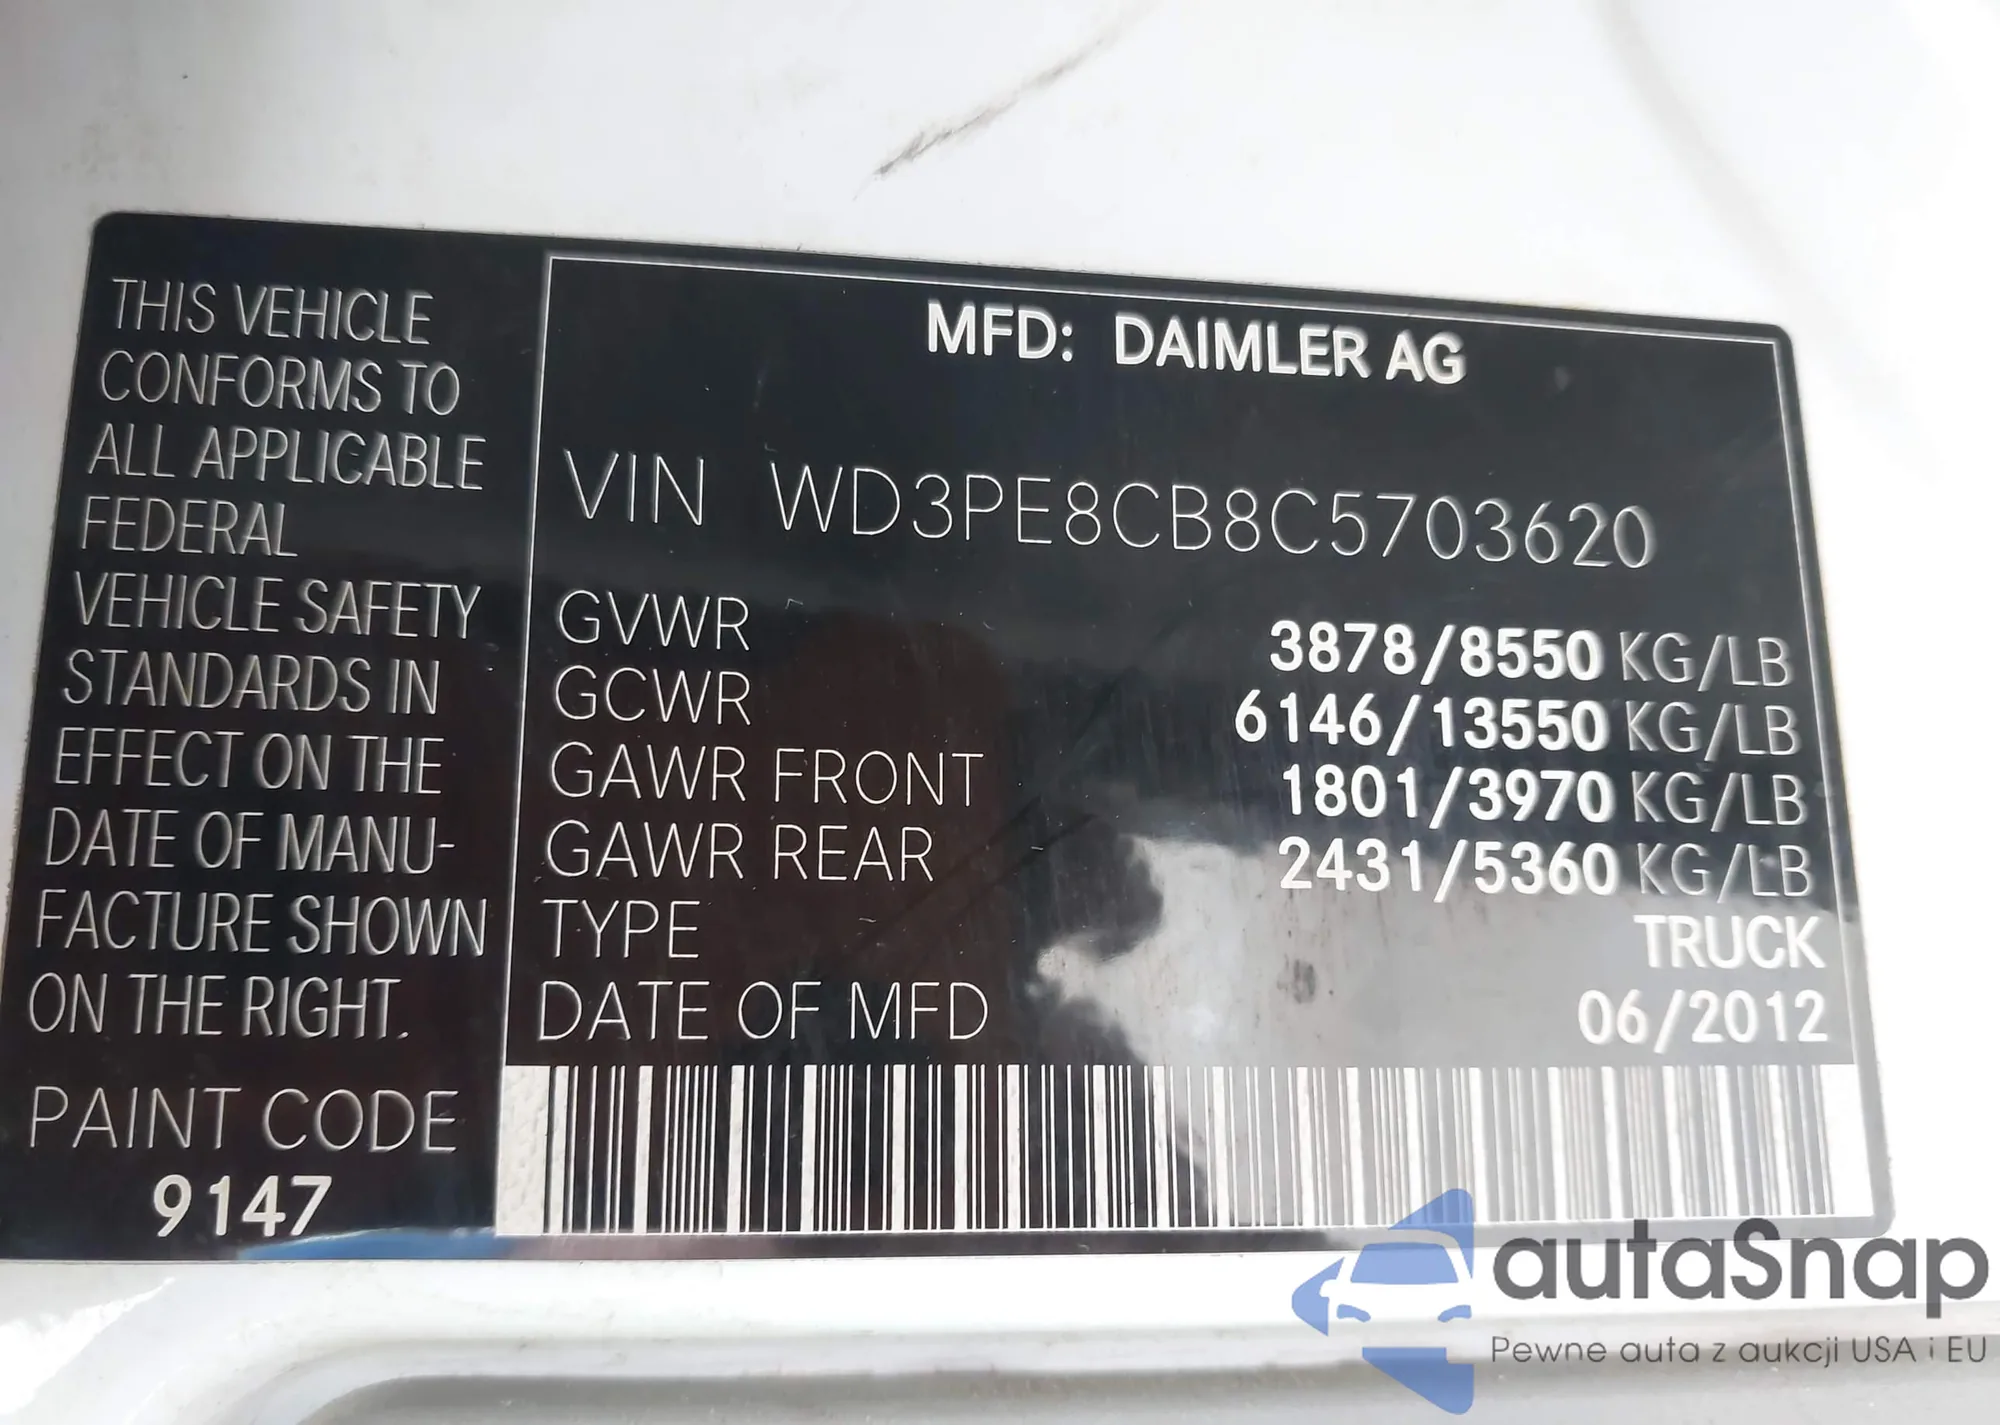 THIS VEHICLE
CONFORMS TO
ALL APPLICABLE
FEDERAL
VEHICLE SAFETY
STANDARDS IN
EFFECT ON THE
DATE OF MANU-
FACTURE SHOWN
ON THE RIGHT.
PAINT CODE
9147
MFD: DAIMLER AG
VIN WD3PE8CB8C5703620
GVWR 3878/8550 KG/LB
GCWR 6146/13550 KG/LB
GAWR FRONT 1801/3970 KG/LB
GAWR REAR 2431/5360 KG/LB
TYPE TRUCK
DATE OF MFD 06/2012
autaSnap
Pewne auta z aukcji USA i EU